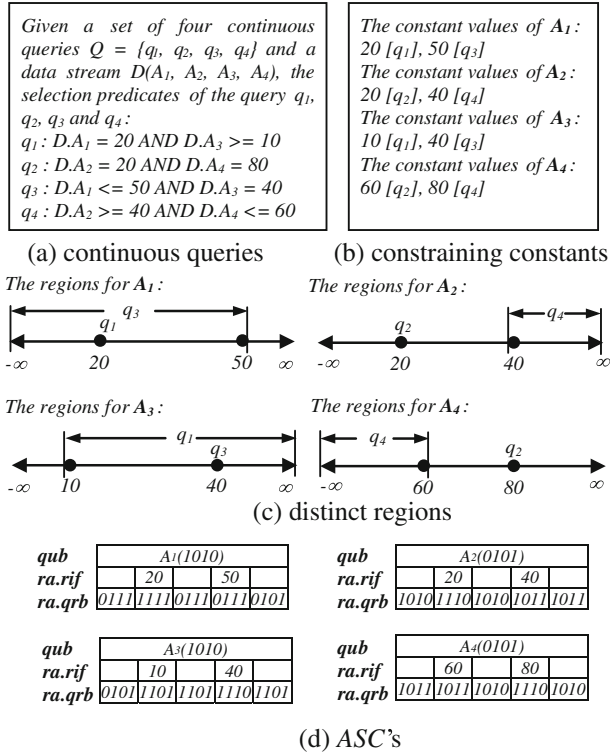 Given a set of four continuous
queries Q = {q1, q2, q3, q4} and a
data stream D(A1, A2, A3, A4), the
selection predicates of the query q1,
q2, q3 and q4 :
q1 : D.A1 = 20 AND D.A3 >= 10
q2 : D.A2 = 20 AND D.A4 = 80
q3 : D.A1 <= 50 AND D.A3 = 40
q4 : D.A2 >= 40 AND D.A4 <= 60
(a) continuous queries
The constant values of A1:
20 [q1], 50 [q3]
The constant values of A2:
20 [q2], 40 [q4]
The constant values of A3:
10 [q1], 40 [q3]
The constant values of A4:
60 [q2], 80 [q4]
(b) constraining constants
The regions for A1:
q3
q1
-∞ 20 50 ∞
The regions for A2:
q4
q2
-∞ 20 40 ∞
The regions for A3:
q1
q3
-∞ 10 40 ∞
The regions for A4:
q4
q2
-∞ 60 80 ∞
(c) distinct regions
qub A1(1010)
ra.rif 20 50
ra.qrb 0111 1111 0111 0111 0101
qub A2(0101)
ra.rif 20 40
ra.qrb 1010 1110 1010 1011 1011
qub A3(1010)
ra.rif 10 40
ra.qrb 0101 1101 1101 1110 1101
qub A4(0101)
ra.rif 60 80
ra.qrb 1011 1011 1010 1110 1010
(d) ASC's